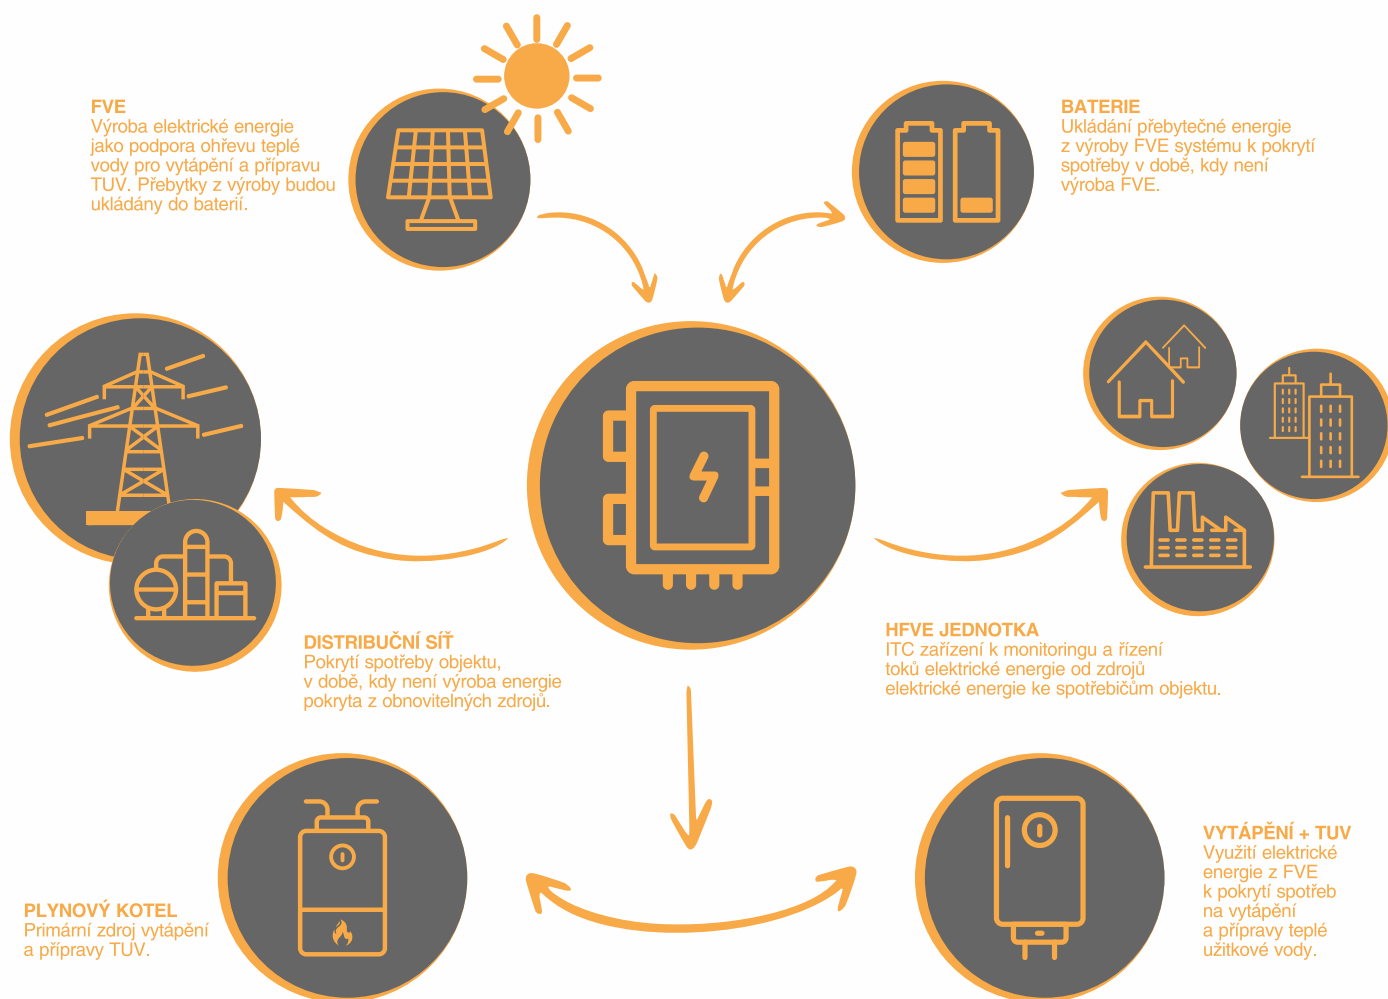 FVE
Výroba elektrické energie
jako podpora ohřevu teplé
vody pro vytápění a přípravu
TUV. Přebytky z výroby budou
ukládány do baterií.
BATERIE
Ukládání přebytečné energie
z výroby FVE systému k pokrytí
spotřeby v době, kdy není
výroba FVE.
DISTRIBUČNÍ SÍŤ
Pokrytí spotřeby objektu,
v době, kdy není výroba energie
pokryta z obnovitelných zdrojů.
HFVE JEDNOTKA
ITC zařízení k monitoringu a řízení
toků elektrické energie od zdrojů
elektrické energie ke spotřebičům objektu.
PLYNOVÝ KOTEL
Primární zdroj vytápění
a přípravy TUV.
VYTÁPĚNÍ + TUV
Využití elektrické
energie z FVE
k pokrytí spotřeb
na vytápění
a přípravy teplé
užitkové vody.